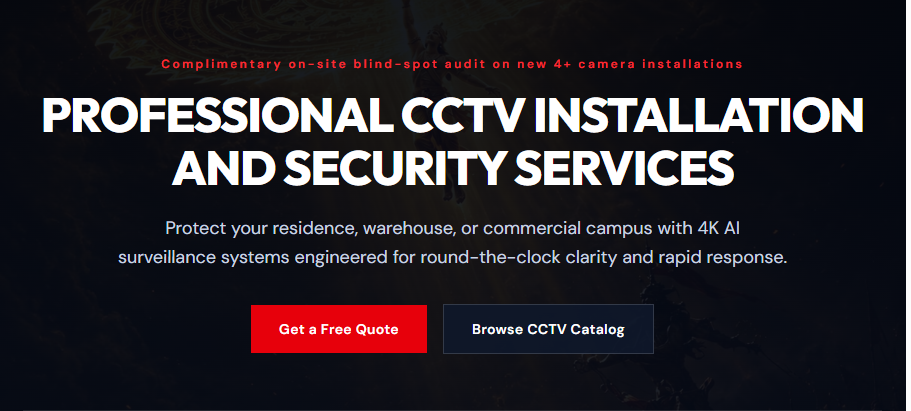 Complimentary on-site blind-spot audit on new 4+ camera installations
PROFESSIONAL CCTV INSTALLATION
AND SECURITY SERVICES
Protect your residence, warehouse, or commercial campus with 4K AI
surveillance systems engineered for round-the-clock clarity and rapid response.
Get a Free Quote
Browse CCTV Catalog